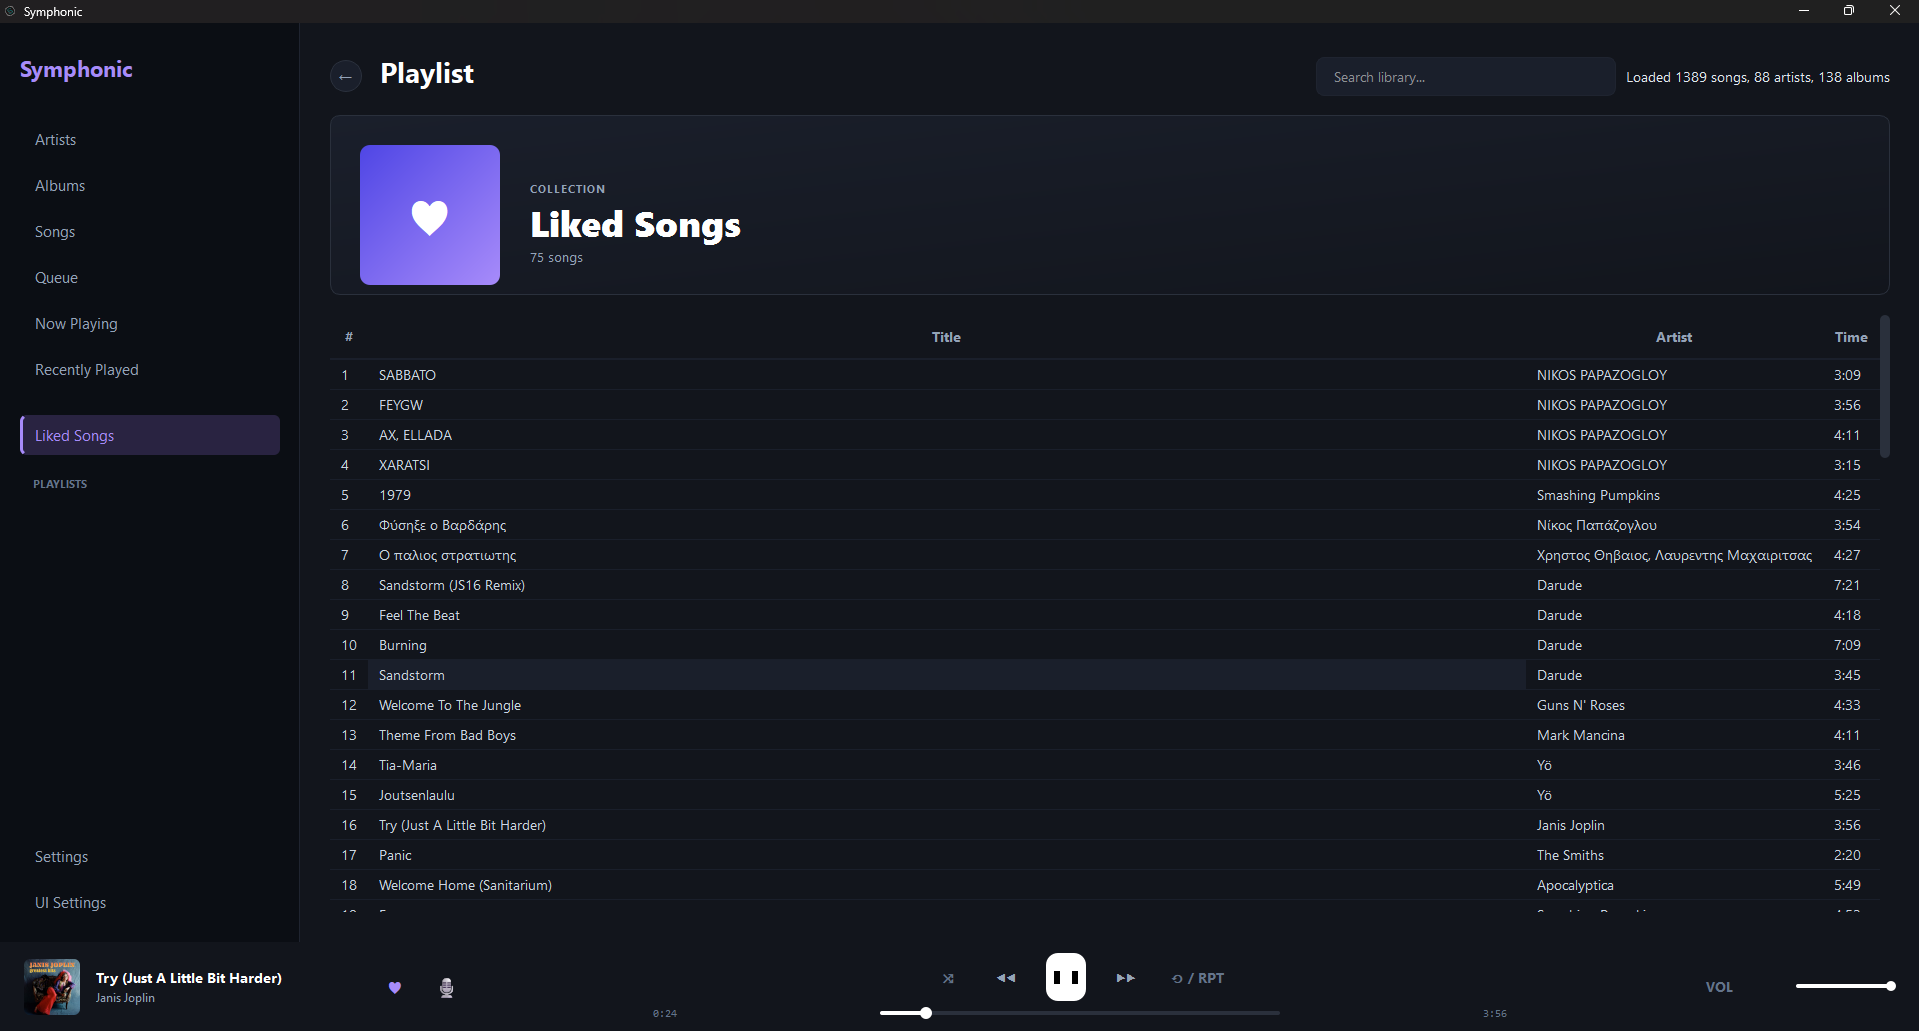 Symphonic
Symphonic
Artists
Albums
Songs
Queue
Now Playing
Recently Played
Liked Songs
PLAYLISTS
Settings
UI Settings
← Playlist
Search library...
Loaded 1389 songs, 88 artists, 138 albums
COLLECTION
Liked Songs
75 songs
# Title Artist Time
1 SABBATO NIKOS PAPAZOGLOY 3:09
2 FEYGW NIKOS PAPAZOGLOY 3:56
3 AX, ELLADA NIKOS PAPAZOGLOY 4:11
4 XARATSI NIKOS PAPAZOGLOY 3:15
5 1979 Smashing Pumpkins 4:25
6 Φύσηξε ο Βαρδάρης Νίκος Παπάζογλου 3:54
7 Ο παλιος στρατιωτης Χρηστος Θηβαιος, Λαυρεντης Μαχαιριτσας 4:27
8 Sandstorm (JS16 Remix) Darude 7:21
9 Feel The Beat Darude 4:18
10 Burning Darude 7:09
11 Sandstorm Darude 3:45
12 Welcome To The Jungle Guns N' Roses 4:33
13 Theme From Bad Boys Mark Mancina 4:11
14 Tia-Maria Yö 3:46
15 Joutsenlaulu Yö 5:25
16 Try (Just A Little Bit Harder) Janis Joplin 3:56
17 Panic The Smiths 2:20
18 Welcome Home (Sanitarium) Apocalyptica 5:49
JANIS JOPLIN
Try (Just A Little Bit Harder)
Janis Joplin
/ RPT
0:24
3:56
VOL